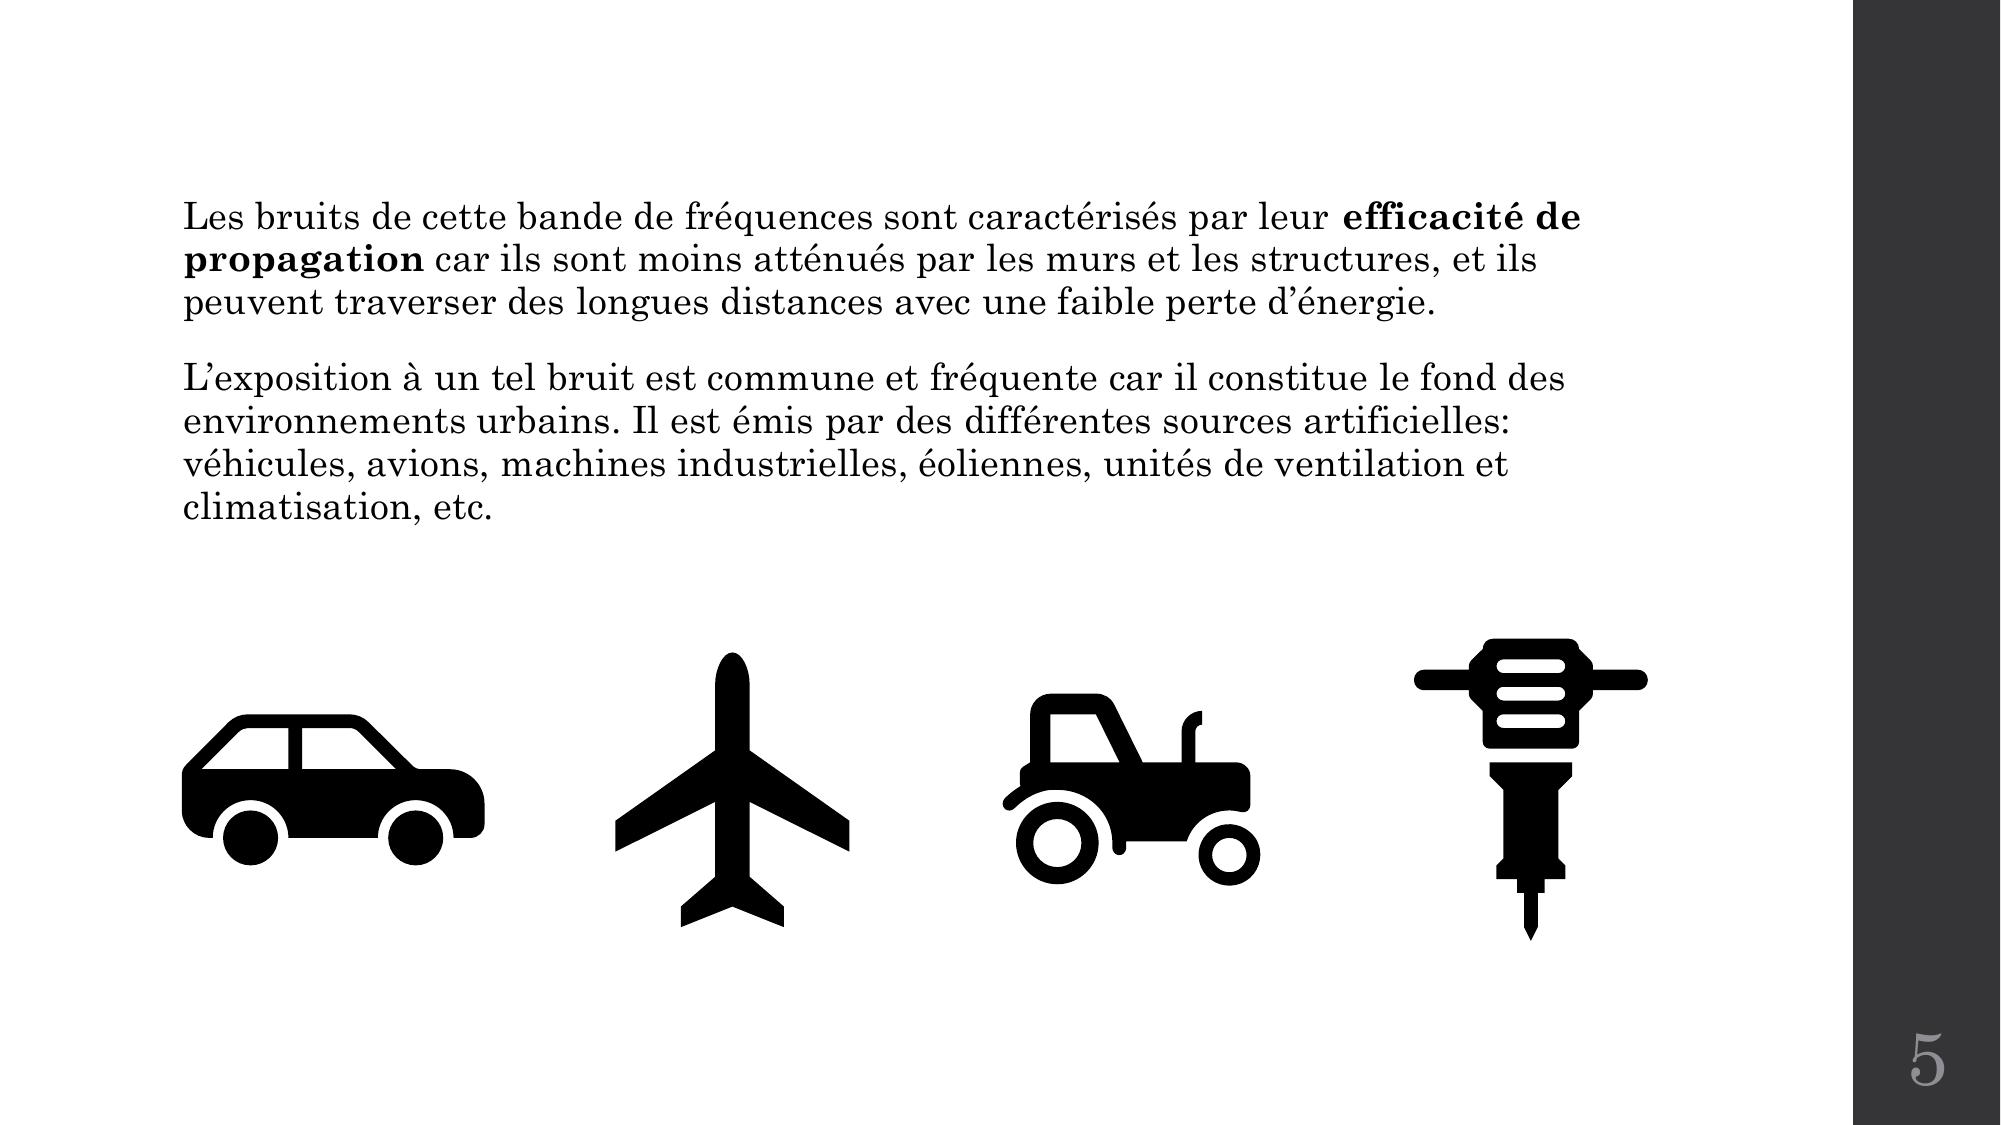 Les bruits de cette bande de fréquences sont caractérisés par leur efficacité de
propagation car ils sont moins atténués par les murs et les structures, et ils
peuvent traverser des longues distances avec une faible perte d’énergie.
L’exposition à un tel bruit est commune et fréquente car il constitue le fond des
environnements urbains. Il est émis par des différentes sources artificielles:
véhicules, avions, machines industrielles, éoliennes, unités de ventilation et
climatisation, etc.
5